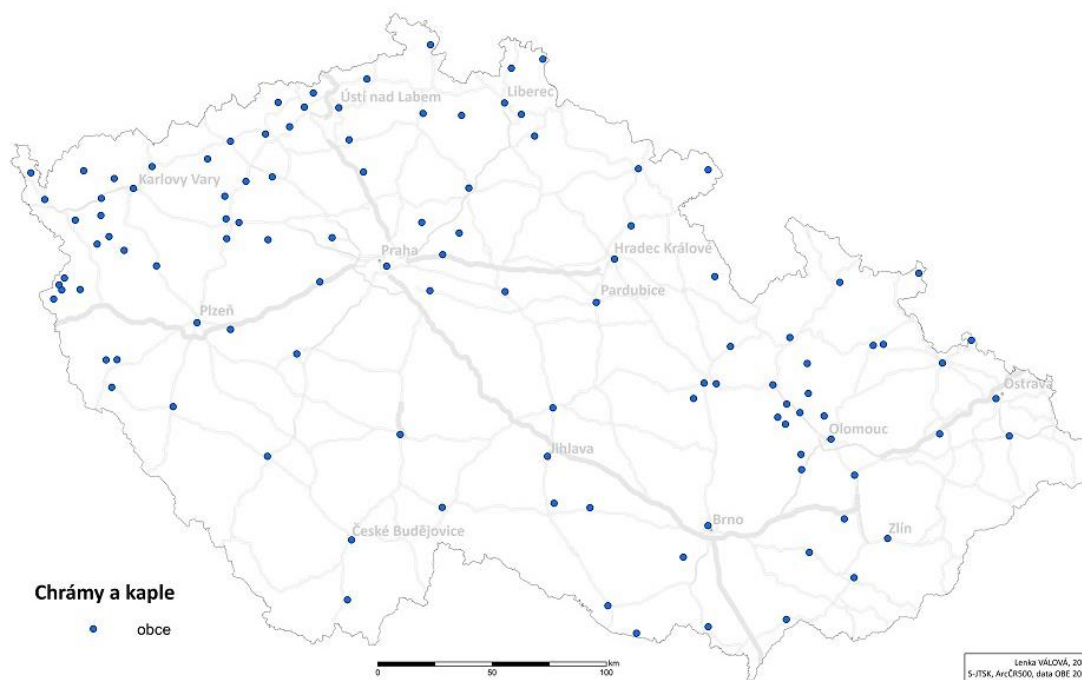 Liberec
Ústí nad Labem
Karlovy Vary
Praha
Hradec Králové
Pardubice
Plzeň
Ostrava
Olomouc
Jihlava
Brno
České Budějovice
Zlín
Chrámy a kaple
obce
km
0 50 100
Lenka VÁLOVÁ, 20
S-JTSK, ArcČR500, data OBE 20